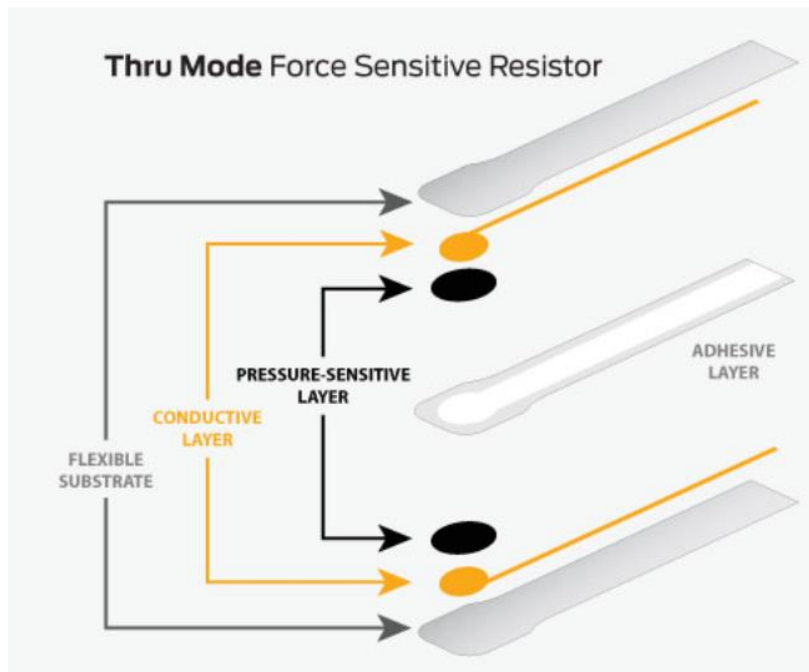 Thru Mode Force Sensitive Resistor
PRESSURE-SENSITIVE
LAYER
ADHESIVE
LAYER
CONDUCTIVE
LAYER
FLEXIBLE
SUBSTRATE